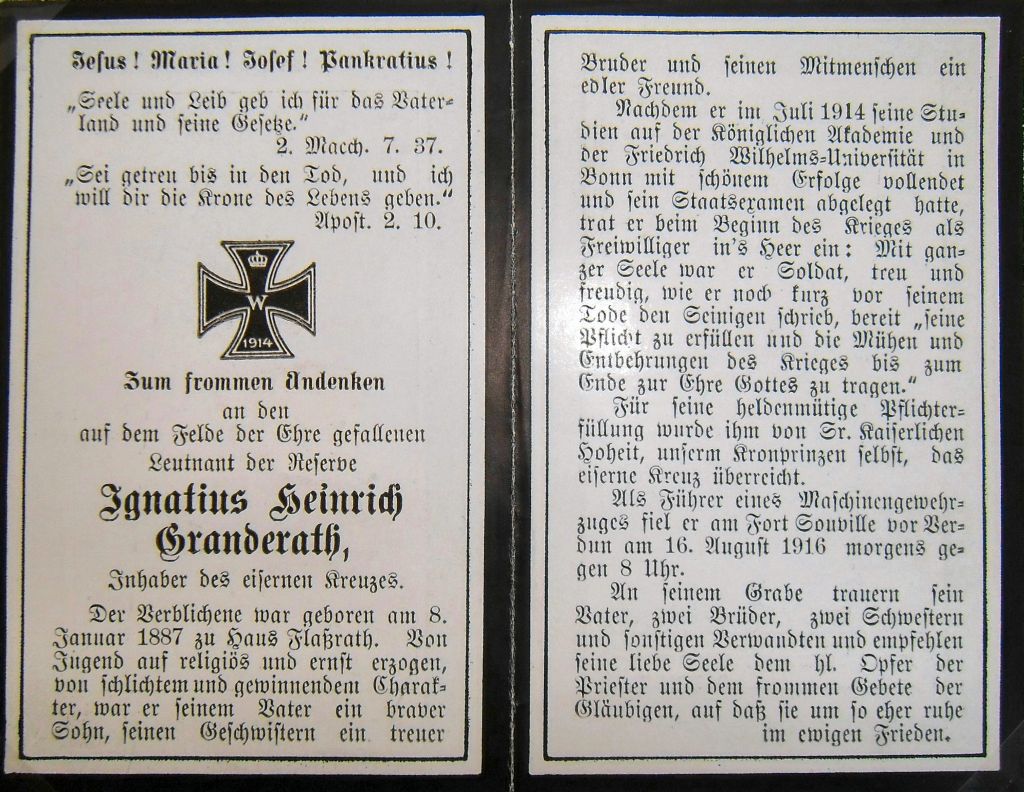 Jesus! Maria! Josef! Pankratius!
„Seele und Leib geb ich für das Vater-
land und seine Gesetze."
2. Macch. 7. 37.
„Sei getreu bis in den Tod, und ich
will dir die Krone des Lebens geben."
Apost. 2. 10.
W
1914
Zum frommen Andenken
an den
auf dem Felde der Ehre gefallenen
Leutnant der Reserve
Ignatius Heinrich
Granderath,
Inhaber des eisernen Kreuzes.
Der Verblichene war geboren am 8.
Januar 1887 zu Haus Flaßrath. Von
Jugend auf religiös und ernst erzogen,
von schlichtem und gewinnendem Charak-
ter, war er seinem Vater ein braver
Sohn, seinen Geschwistern ein treuer
Bruder und seinen Mitmenschen ein
edler Freund.
Nachdem er im Juli 1914 seine Stu-
dien auf der Königlichen Akademie und
der Friedrich Wilhelms-Universität in
Bonn mit schönem Erfolge vollendet
und sein Staatsexamen abgelegt hatte,
trat er beim Beginn des Krieges als
Freiwilliger in's Heer ein: Mit gan-
zer Seele war er Soldat, treu und
freudig, wie er noch kurz vor seinem
Tode den Seinigen schrieb, bereit „seine
Pflicht zu erfüllen und die Mühen und
Entbehrungen des Krieges bis zum
Ende zur Ehre Gottes zu tragen."
Für seine heldenmütige Pflichter-
füllung wurde ihm von Sr. Kaiserlichen
Hoheit, unserm Kronprinzen selbst, das
eiserne Kreuz überreicht.
Als Führer eines Maschinengewehr-
zuges fiel er am Fort Souville vor Ver-
dun am 16. August 1916 morgens ge-
gen 8 Uhr.
An seinem Grabe trauern sein
Vater, zwei Brüder, zwei Schwestern
und sonstigen Verwandten und empfehlen
seine liebe Seele dem hl. Opfer der
Priester und dem frommen Gebete der
Gläubigen, auf daß sie um so eher ruhe
im ewigen Frieden.